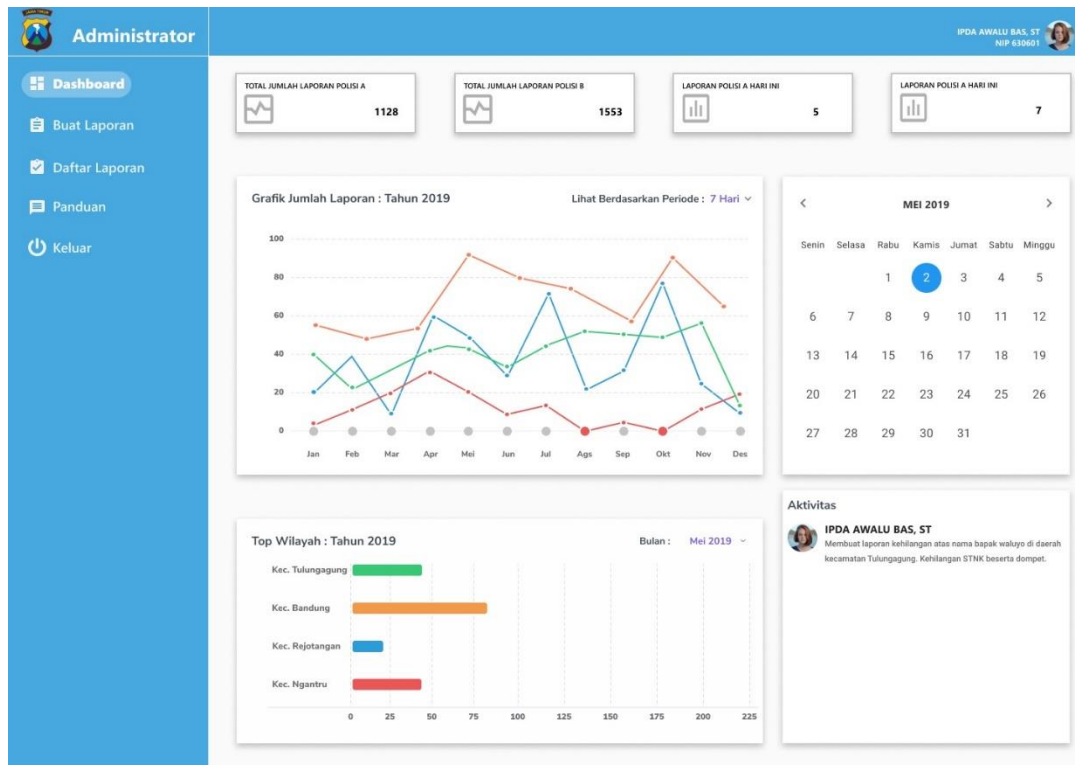 Administrator
IPDA AWALU BAS, ST
NIP 630601
Dashboard
Buat Laporan
Daftar Laporan
Panduan
Keluar
TOTAL JUMLAH LAPORAN POLISI A
1128
TOTAL JUMLAH LAPORAN POLISI B
1553
LAPORAN POLISI A HARI INI
5
LAPORAN POLISI A HARI INI
7
Grafik Jumlah Laporan : Tahun 2019
Lihat Berdasarkan Periode : 7 Hari
100
80
60
40
20
0
Jan Feb Mar Apr Mei Jun Jul Ags Sep Okt Nov Des
MEI 2019
Senin Selasa Rabu Kamis Jumat Sabtu Minggu
1 2 3 4 5
6 7 8 9 10 11 12
13 14 15 16 17 18 19
20 21 22 23 24 25 26
27 28 29 30 31
Top Wilayah : Tahun 2019
Bulan : Mei 2019
Kec. Tulungagung
Kec. Bandung
Kec. Rejotangan
Kec. Ngantru
0 25 50 75 100 125 150 175 200 225
Aktivitas
IPDA AWALU BAS, ST
Membuat laporan kehilangan atas nama bapak waluyo di daerah
kecamatan Tulungagung. Kehilangan STNK beserta dompet.